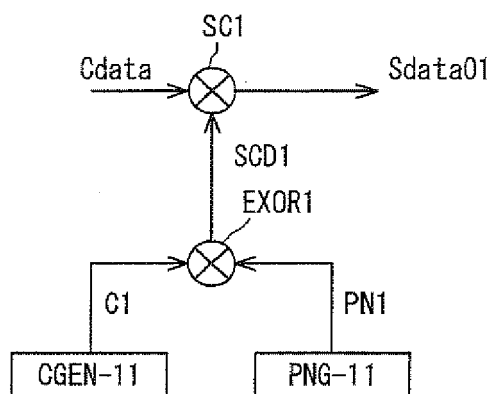 SC1
Cdata
Sdata01
SCD1
EXOR1
C1
PN1
CGEN-11
PNG-11